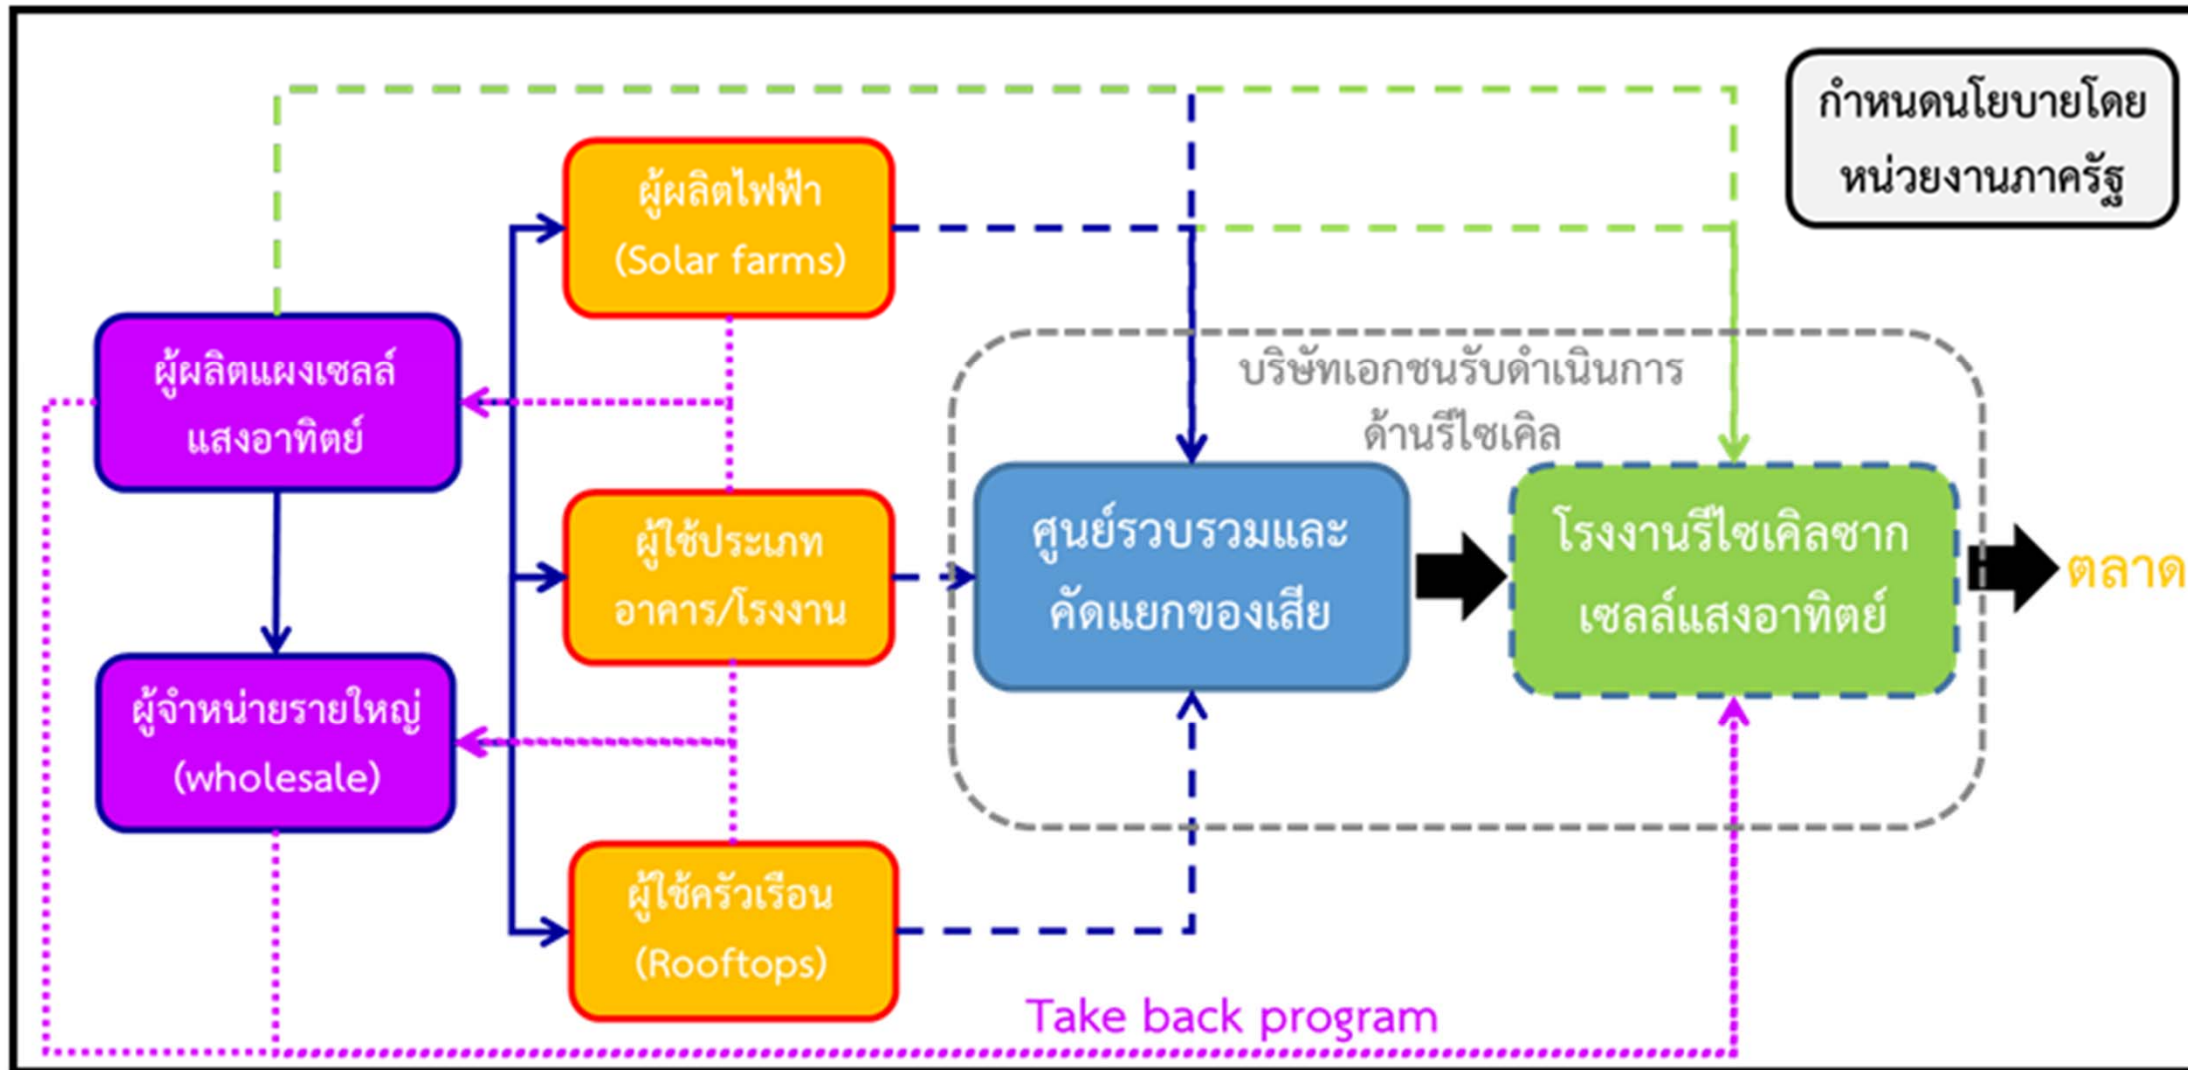 กำหนดนโยบายโดย
หน่วยงานภาครัฐ
ผู้ผลิตไฟฟ้า
(Solar farms)
ผู้ผลิตแผงเซลล์
แสงอาทิตย์
บริษัทเอกชนรับดำเนินการ
ด้านรีไซเคิล
ผู้ใช้ประเภท
อาคาร/โรงงาน
ศูนย์รวบรวมและ
คัดแยกของเสีย
โรงงานรีไซเคิลซาก
เซลล์แสงอาทิตย์
ตลาด
ผู้จำหน่ายรายใหญ่
(wholesale)
ผู้ใช้ครัวเรือน
(Rooftops)
Take back program